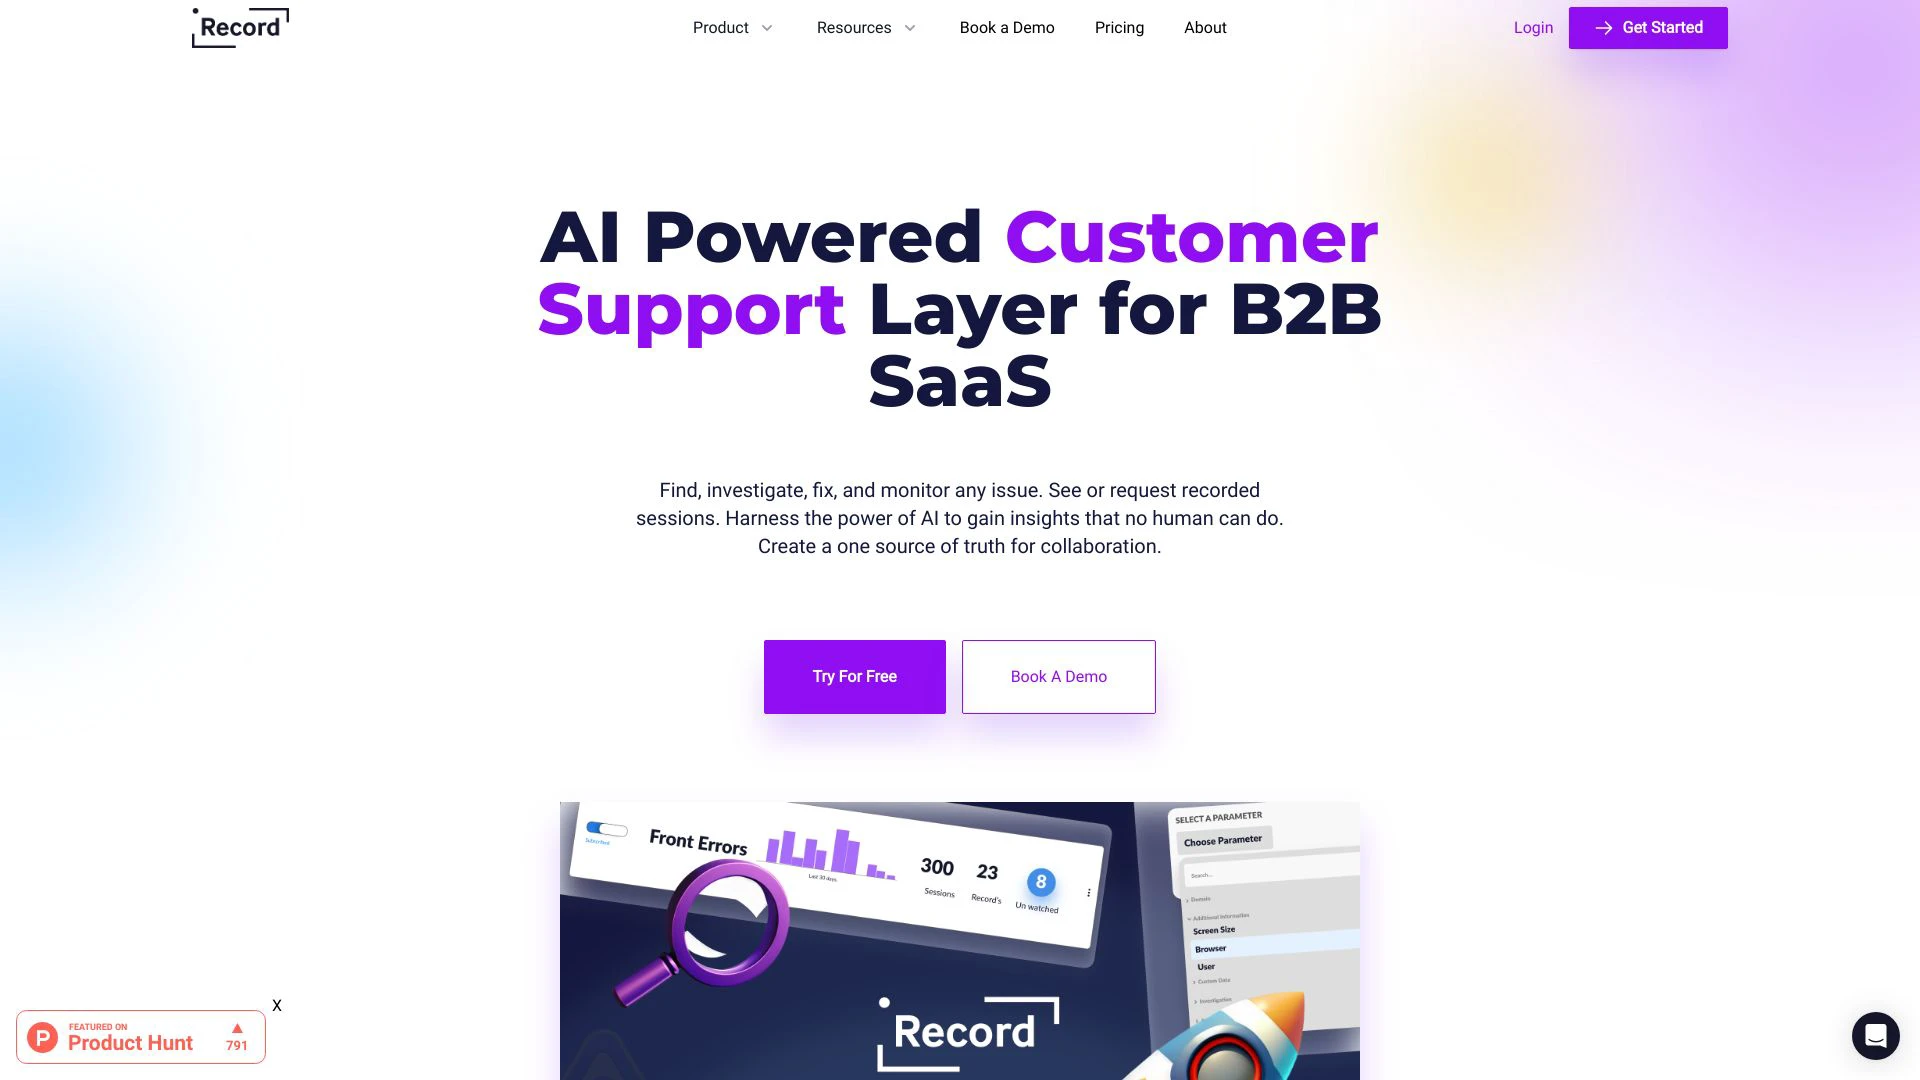 Record
Product
Resources
Book a Demo
Pricing
About
Login
Get Started
AI Powered Customer
Support Layer for B2B
SaaS
Find, investigate, fix, and monitor any issue. See or request recorded
sessions. Harness the power of AI to gain insights that no human can do.
Create a one source of truth for collaboration.
Try For Free
Book A Demo
Subscribed
Front Errors
Last 30 days
300
Sessions
23
Record's
8
Un watched
SELECT A PARAMETER
Choose Parameter
Search...
Domain
Additional Information
Screen Size
Browser
User
Custom Data
Investigation
Record
X
FEATURED ON
Product Hunt
791